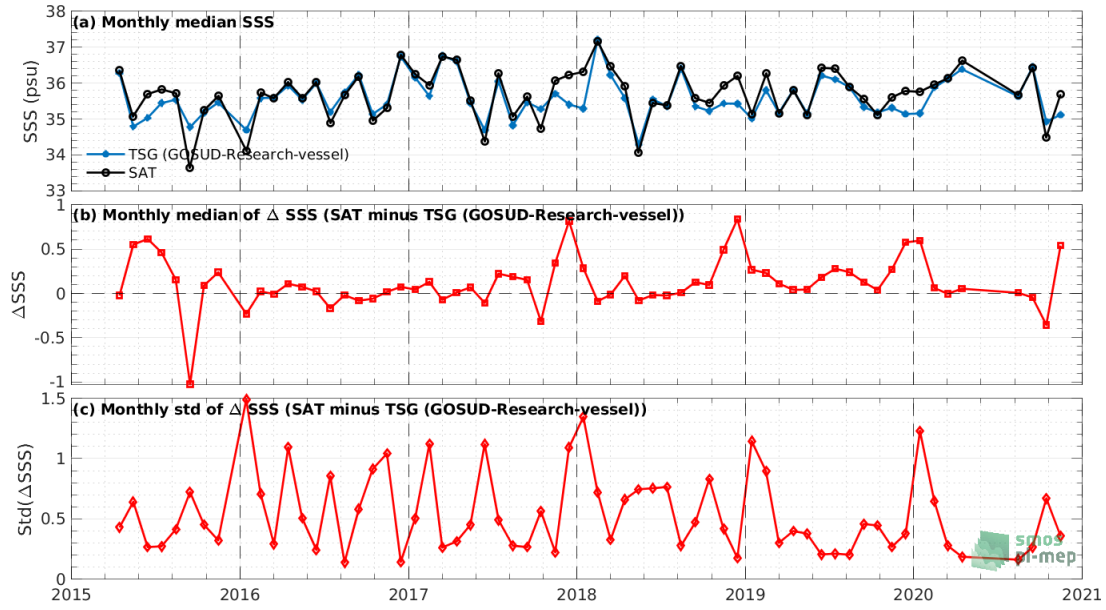 38
(a) Monthly median SSS
37
36
35
34
33
SSS (psu)
TSG (GOSUD-Research-vessel)
SAT
1
(b) Monthly median of Δ SSS (SAT minus TSG (GOSUD-Research-vessel))
0.5
0
-0.5
-1
ΔSSS
1.5
(c) Monthly std of Δ SSS (SAT minus TSG (GOSUD-Research-vessel))
1
0.5
0
Std(ΔSSS)
smos
pi-mep
2015 2016 2017 2018 2019 2020 2021